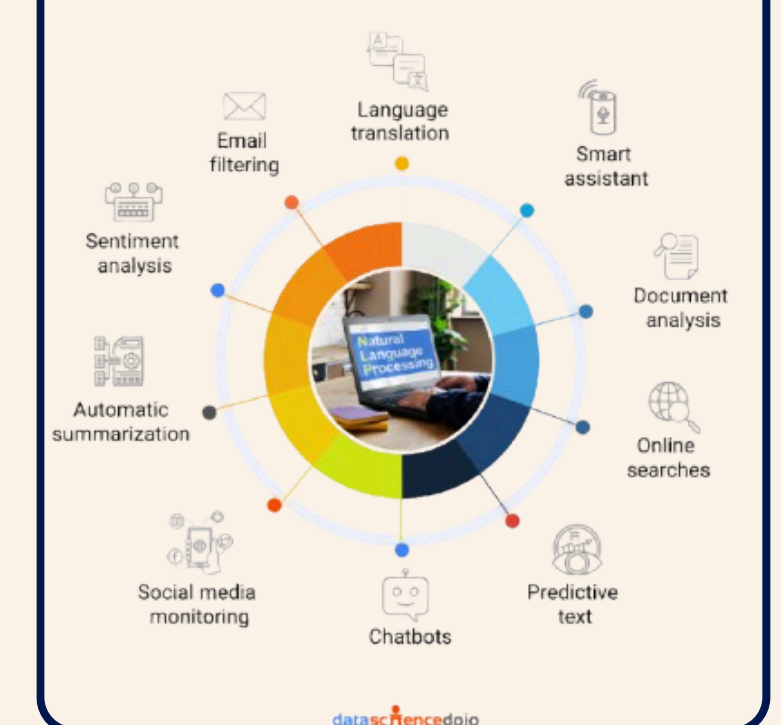 Language
translation
Smart
assistant
Document
analysis
Online
searches
Predictive
text
Chatbots
Social media
monitoring
Automatic
summarization
Sentiment
analysis
Email
filtering
Natural
Language
Processing
A
文
datasciencedojo